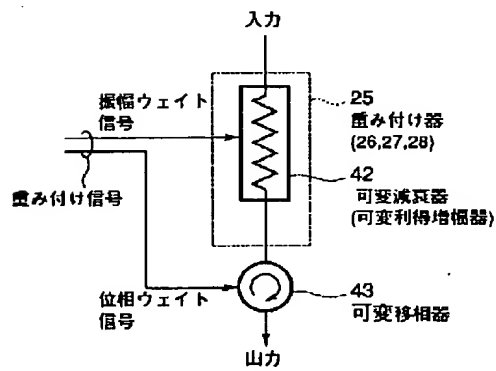 入力
振幅ウェイト
信号
25
重み付け器
(26,27,28)
重み付け信号
42
可変減衰器
(可変利得増幅器)
位相ウェイト
信号
43
可変移相器
出力